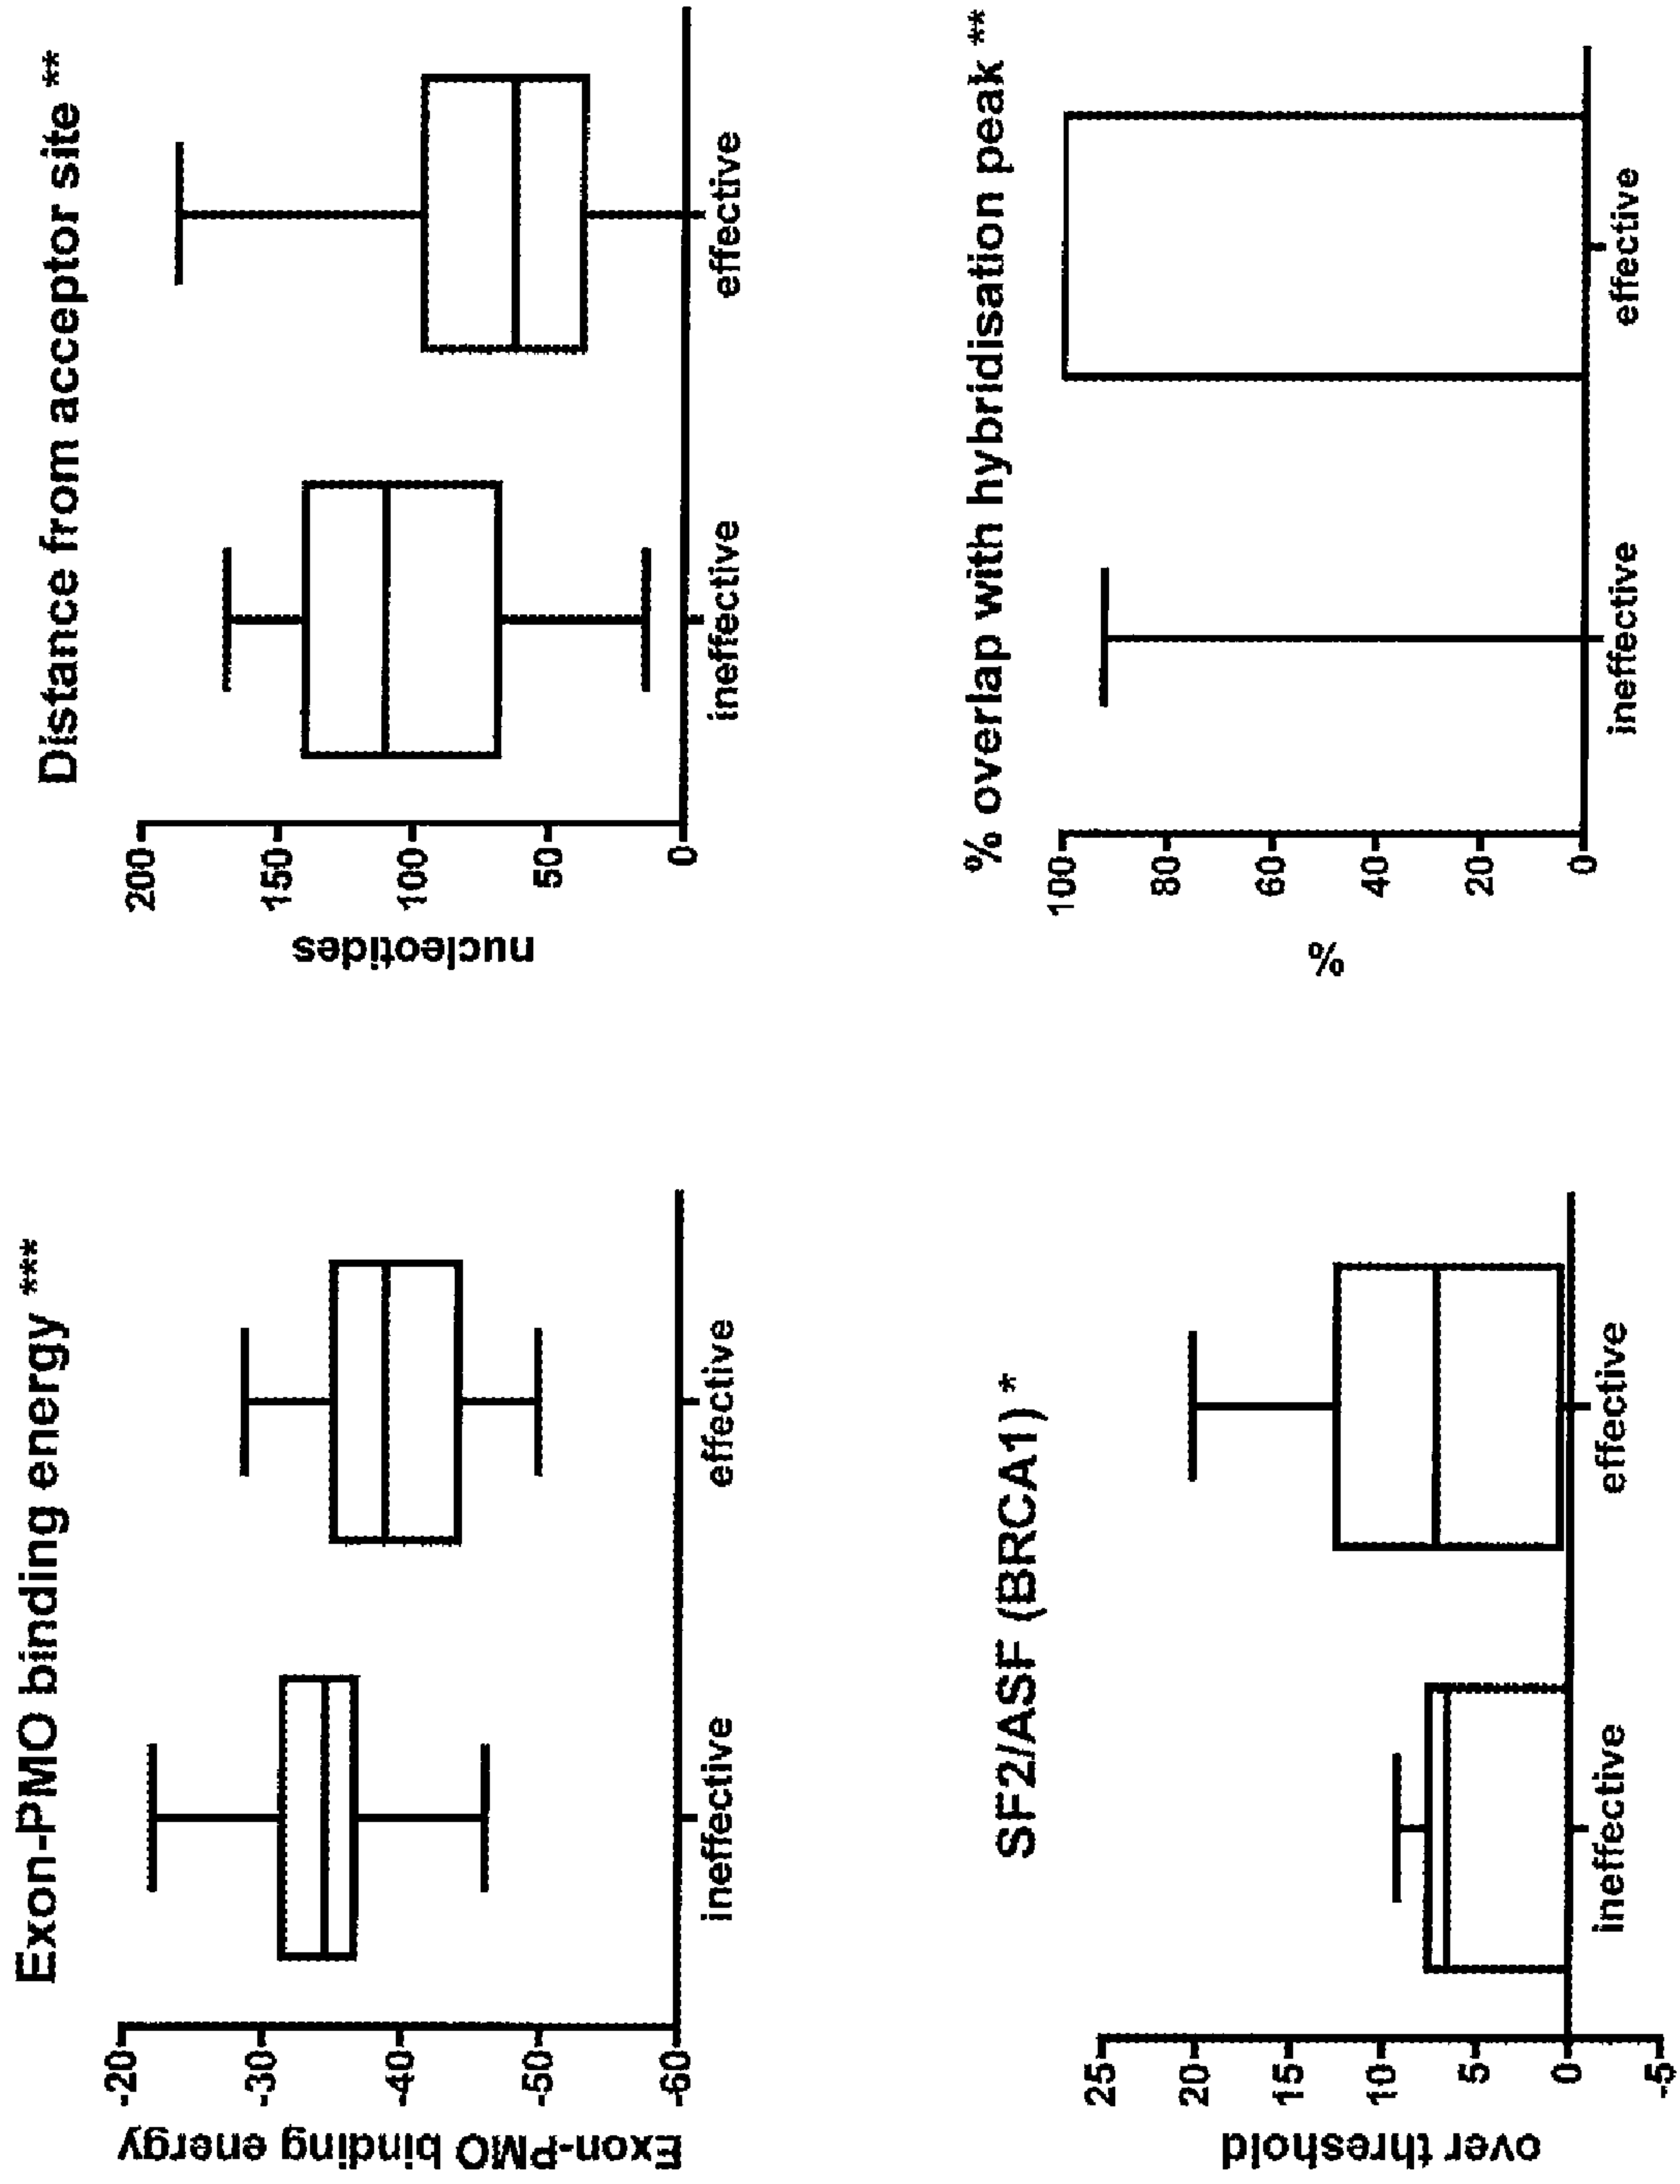 Exon-PMO binding energy ***
Exon-PMO binding energy
-20
-30
-40
-50
-60
ineffective
effective
Distance from acceptor site **
nucleotides
200
150
100
50
0
ineffective
effective
SF2/ASF (BRCA1) *
over threshold
25
20
15
10
5
0
-5
ineffective
effective
% overlap with hybridisation peak **
%
100
80
60
40
20
0
ineffective
effective